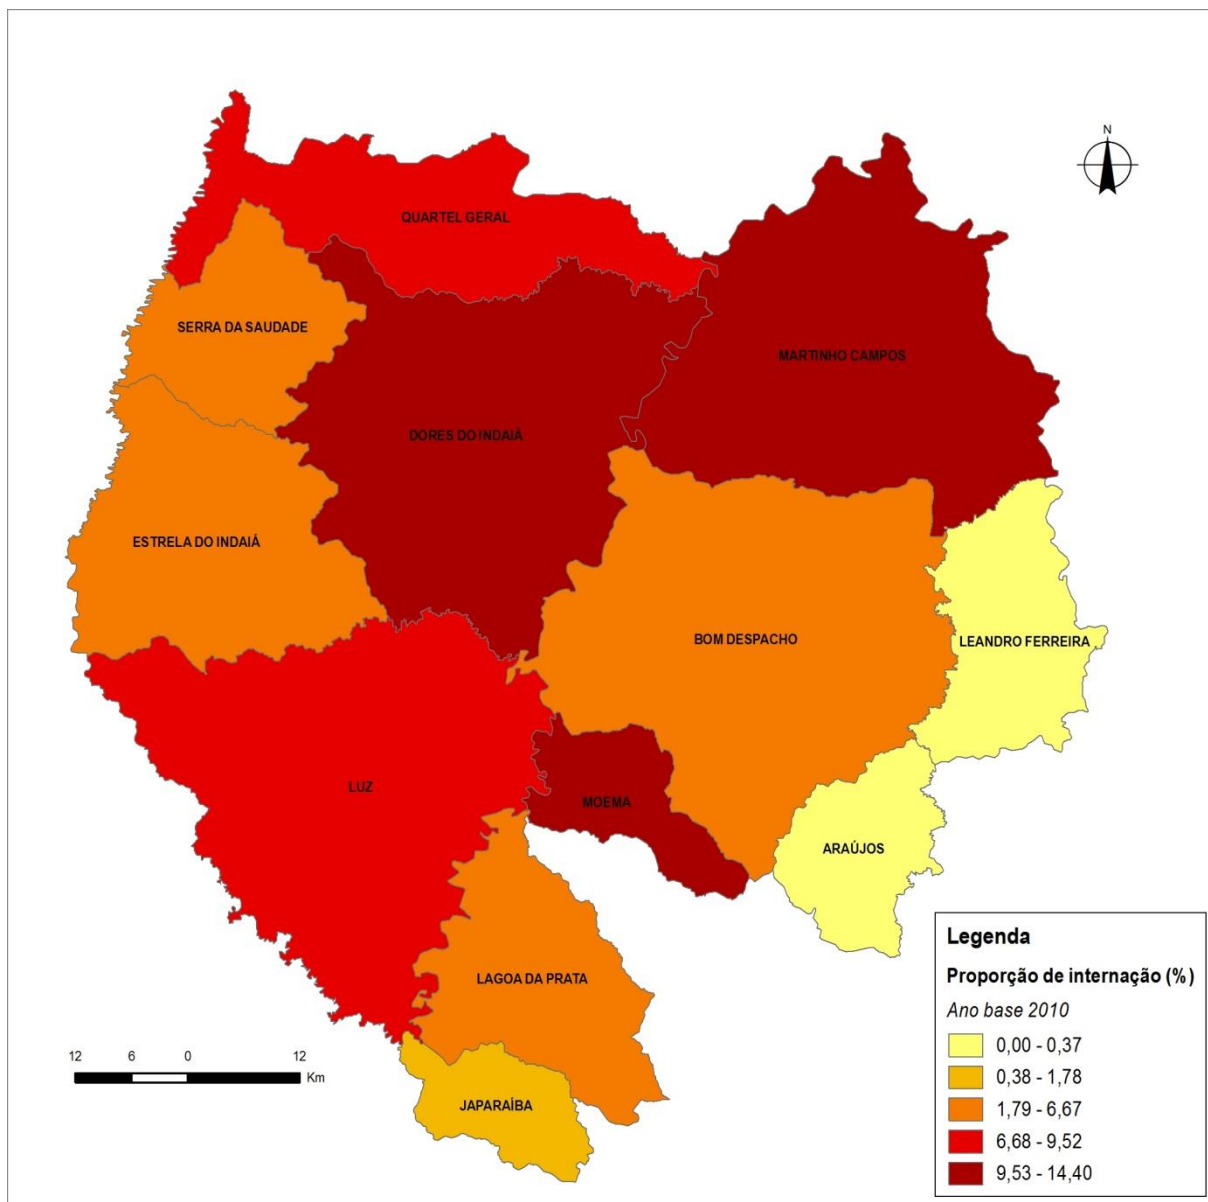 N
QUARTEL GERAL
SERRA DA SAUDADE
MARTINHO CAMPOS
DORES DO INDAIÁ
ESTRELA DO INDAIÁ
BOM DESPACHO
LEANDRO FERREIRA
LUZ
MOEMA
ARAÚJOS
LAGOA DA PRATA
JAPARAÍBA
12 6 0 12
Km
Legenda
Proporção de internação (%)
Ano base 2010
0,00 - 0,37
0,38 - 1,78
1,79 - 6,67
6,68 - 9,52
9,53 - 14,40